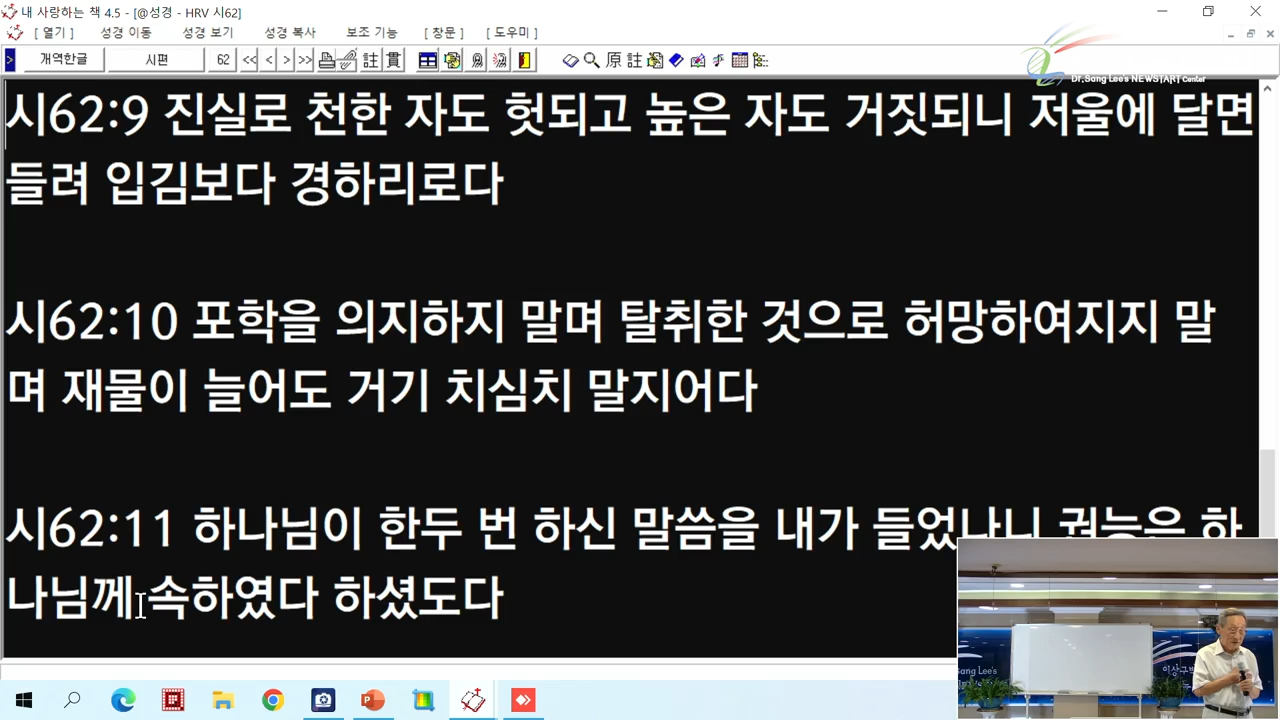 내 사랑하는 책 4.5 - [@성경 - HRV 시62]
[ 열기 ] 성경 이동 성경 보기 성경 복사 보조 기능 [ 창문 ] [ 도우미 ]
개역한글 시편 62 << < > >> 註 貫 原 註
Dr.Sang Lee's NEWSTART Center
시62:9 진실로 천한 자도 헛되고 높은 자도 거짓되니 저울에 달면
들려 입김보다 경하리로다
시62:10 포학을 의지하지 말며 탈취한 것으로 허망하여지지 말
며 재물이 늘어도 거기 치심치 말지어다
시62:11 하나님이 한두 번 하신 말씀을 내가 들었나니 권능은 하
나님께 속하였다 하셨도다
ang Lee's
이상구